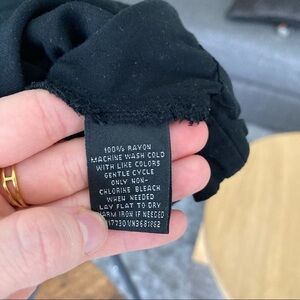 100% RAYON
MACHINE WASH COLD
WITH LIKE COLORS
GENTLE CYCLE
ONLY NON-
CHLORINE BLEACH
WHEN NEEDED
LAY FLAT TO DRY
WARM IRON IF NEEDED